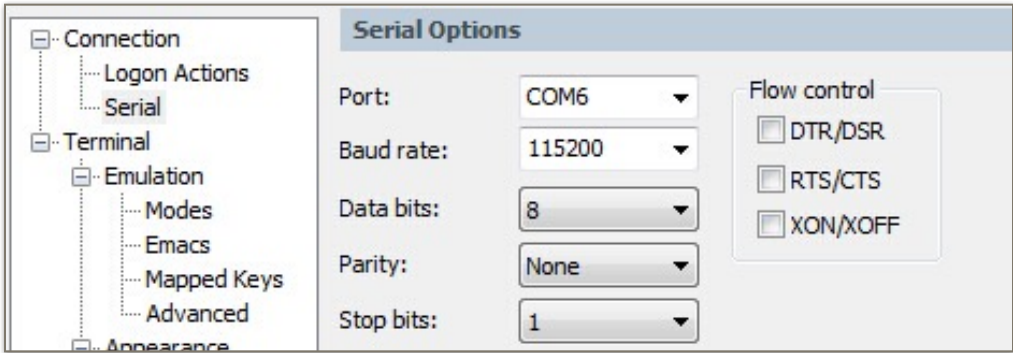 Connection
Logon Actions
Serial
Terminal
Emulation
Modes
Emacs
Mapped Keys
Advanced
Appearance
Serial Options
Port: COM6
Baud rate: 115200
Data bits: 8
Parity: None
Stop bits: 1
Flow control
DTR/DSR
RTS/CTS
XON/XOFF